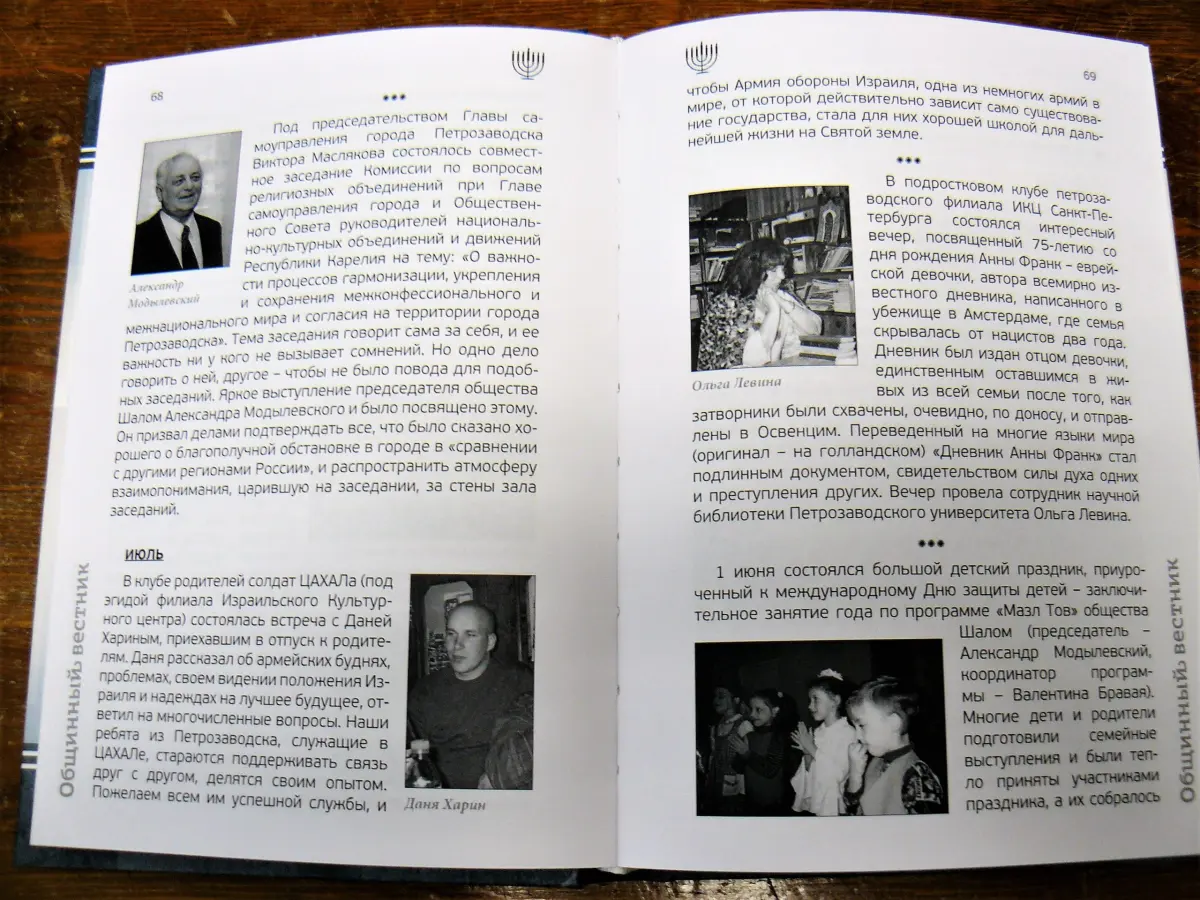 68
***
Под председательством Главы са-
моуправления города Петрозаводска
Виктора Маслякова состоялось совмест-
ное заседание Комиссии по вопросам
религиозных объединений при Главе
самоуправления города и Обществен-
ного Совета руководителей националь-
но-культурных объединений и движений
Республики Карелия на тему: «О важно-
сти процессов гармонизации, укрепления
и сохранения межконфессионального и
межнационального мира и согласия на территории города
Петрозаводска». Тема заседания говорит сама за себя, и ее
важность ни у кого не вызывает сомнений. Но одно дело
говорить о ней, другое – чтобы не было повода для подоб-
ных заседаний. Яркое выступление председателя общества
Шалом Александра Модылевского и было посвящено этому.
Он призвал делами подтверждать все, что было сказано хо-
рошего о благополучной обстановке в городе в «сравнении
с другими регионами России», и распространить атмосферу
взаимопонимания, царившую на заседании, за стены зала
заседаний.
Александр
Модылевский
ИЮЛЬ
В клубе родителей солдат ЦАХАЛа (под
эгидой филиала Израильского Культур-
ного центра) состоялась встреча с Даней
Хариным, приехавшим в отпуск к родите-
лям. Даня рассказал об армейских буднях,
проблемах, своем видении положения Из-
раиля и надеждах на лучшее будущее, от-
ветил на многочисленные вопросы. Наши
ребята из Петрозаводска, служащие в
ЦАХАЛе, стараются поддерживать связь
друг с другом, делятся своим опытом.
Пожелаем всем им успешной службы, и
Даня Харин
Общинный вестник
69
чтобы Армия обороны Израиля, одна из немногих армий в
мире, от которой действительно зависит само существова-
ние государства, стала для них хорошей школой для даль-
нейшей жизни на Святой земле.
***
В подростковом клубе петроза-
водского филиала ИКЦ Санкт-Пе-
тербурга состоялся интересный
вечер, посвященный 75-летию со
дня рождения Анны Франк – еврей-
ской девочки, автора всемирно из-
вестного дневника, написанного в
убежище в Амстердаме, где семья
скрывалась от нацистов два года.
Дневник был издан отцом девочки,
единственным оставшимся в жи-
вых из всей семьи после того, как
затворники были схвачены, очевидно, по доносу, и отправ-
лены в Освенцим. Переведенный на многие языки мира
(оригинал – на голландском) «Дневник Анны Франк» стал
подлинным документом, свидетельством силы духа одних
и преступления других. Вечер провела сотрудник научной
библиотеки Петрозаводского университета Ольга Левина.
Ольга Левина
***
1 июня состоялся большой детский праздник, приуро-
ченный к международному Дню защиты детей – заключи-
тельное занятие года по программе «Мазл Тов» общества
Шалом (председатель –
Александр Модылевский,
координатор програм-
мы – Валентина Бравая).
Многие дети и родители
подготовили семейные
выступления и были теп-
ло приняты участниками
праздника, а их собралось
Общинный вестник